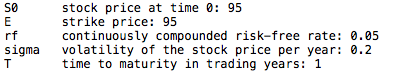 S0 stock price at time 0: 95
E strike price: 95
rf continuously compounded risk-free rate: 0.05
sigma volatility of the stock price per year: 0.2
T time to maturity in trading years: 1